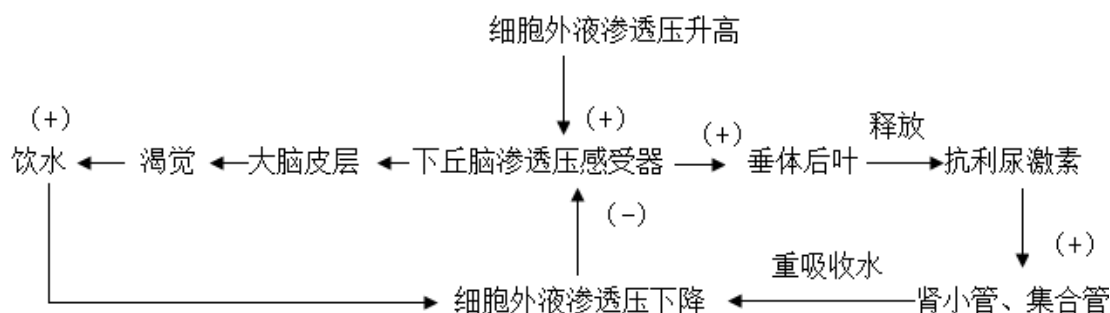 细胞外液渗透压升高
(+) (+) (+) 释放
饮水 渴觉 大脑皮层 下丘脑渗透压感受器 垂体后叶 抗利尿激素
(-) (+)
重吸收水
细胞外液渗透压下降 肾小管、集合管